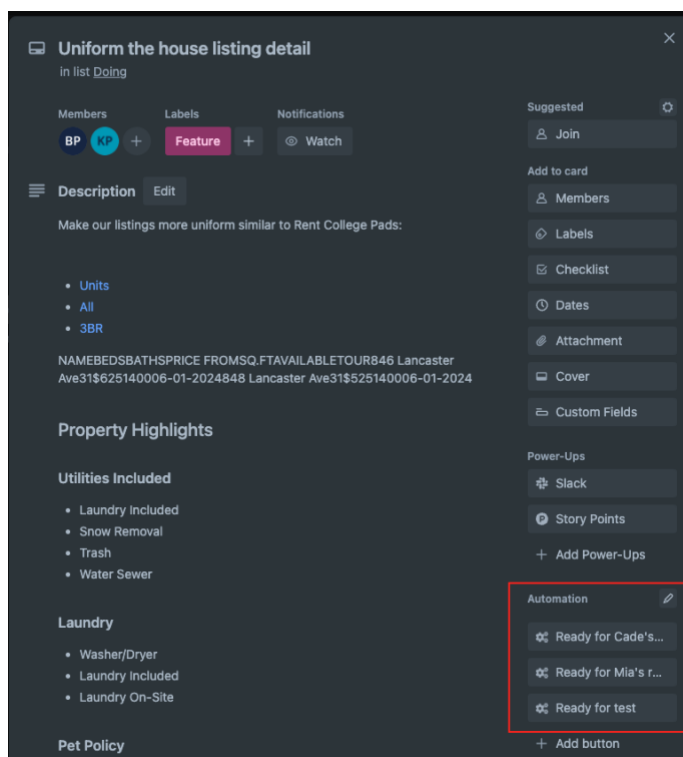 Uniform the house listing detail
in list Doing
Members
Labels
Notifications
BP
KP
Feature
Watch
Description
Edit
Make our listings more uniform similar to Rent College Pads:
Units
All
3BR
NAMEBEDSBATHSPRICE FROMSQ.FTAVAILABLETOUR846 Lancaster
Ave31$625140006-01-2024848 Lancaster Ave31$525140006-01-2024
Property Highlights
Utilities Included
Laundry Included
Snow Removal
Trash
Water Sewer
Laundry
Washer/Dryer
Laundry Included
Laundry On-Site
Pet Policy
Suggested
Join
Add to card
Members
Labels
Checklist
Dates
Attachment
Cover
Custom Fields
Power-Ups
Slack
Story Points
+ Add Power-Ups
Automation
Ready for Cade's...
Ready for Mia's r...
Ready for test
+ Add button